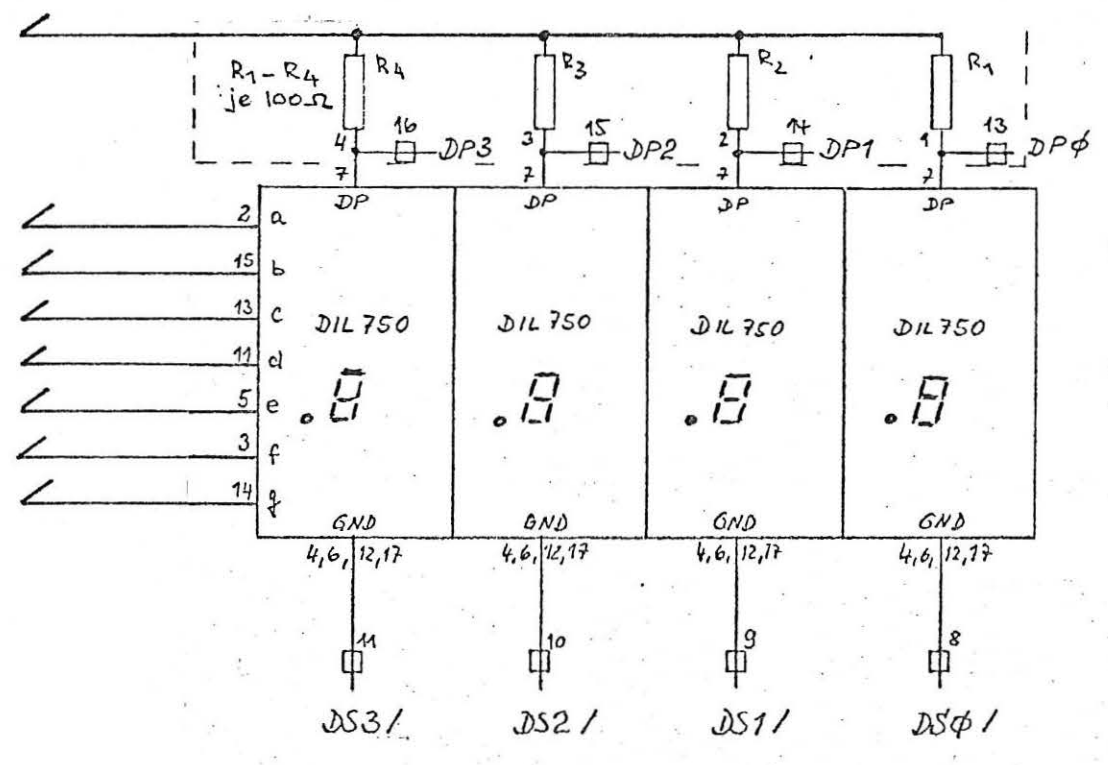 R1 – R4
je 100Ω
R4
R3
R2
R1
4
16
DP3
3
15
DP2
2
14
DP1
1
13
DPØ
7
7
7
7
DP
DP
DP
DP
2 a
15 b
13 c
11 d
5 e
3 f
14 g
DIL 750
DIL 750
DIL 750
DIL 750
GND
GND
GND
GND
4, 6, 12, 17
4, 6, 12, 17
4, 6, 12, 17
4, 6, 12, 17
11
10
9
8
DS3/
DS2/
DS1/
DSØ/